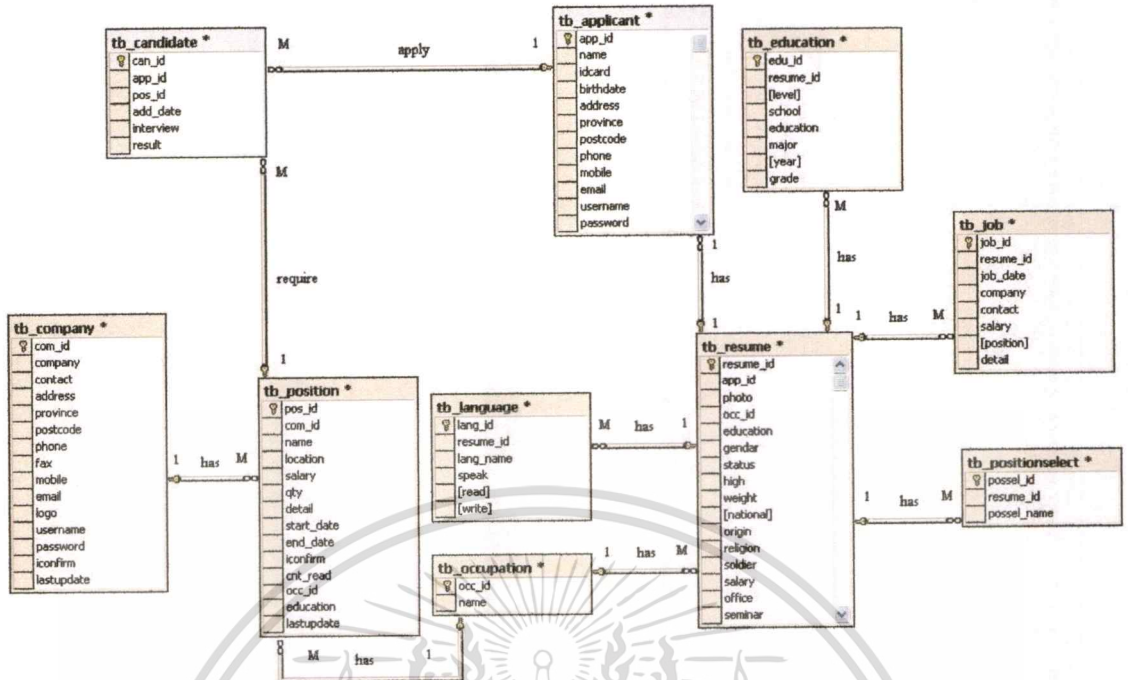 tb_candidate *
can_id
app_id
pos_id
add_date
interview
result
M
apply
1
tb_applicant *
app_id
name
idcard
birthdate
address
province
postcode
phone
mobile
email
username
password
tb_education *
edu_id
resume_id
[level]
school
education
major
[year]
grade
M
require
1
1
has
1
M
has
1
tb_job *
job_id
resume_id
job_date
company
contact
salary
[position]
detail
1 has M
tb_company *
com_id
company
contact
address
province
postcode
phone
fax
mobile
email
logo
username
password
iconfirm
lastupdate
1 has M
tb_position *
pos_id
com_id
name
location
salary
qty
detail
start_date
end_date
iconfirm
cnt_read
occ_id
education
lastupdate
tb_language *
lang_id
resume_id
lang_name
speak
[read]
[write]
M has 1
tb_resume *
resume_id
app_id
photo
occ_id
education
gendar
status
high
weight
[national]
origin
religion
soldier
salary
office
seminar
1 has M
tb_positionselect *
possel_id
resume_id
possel_name
tb_occupation *
occ_id
name
1 has M
M has 1